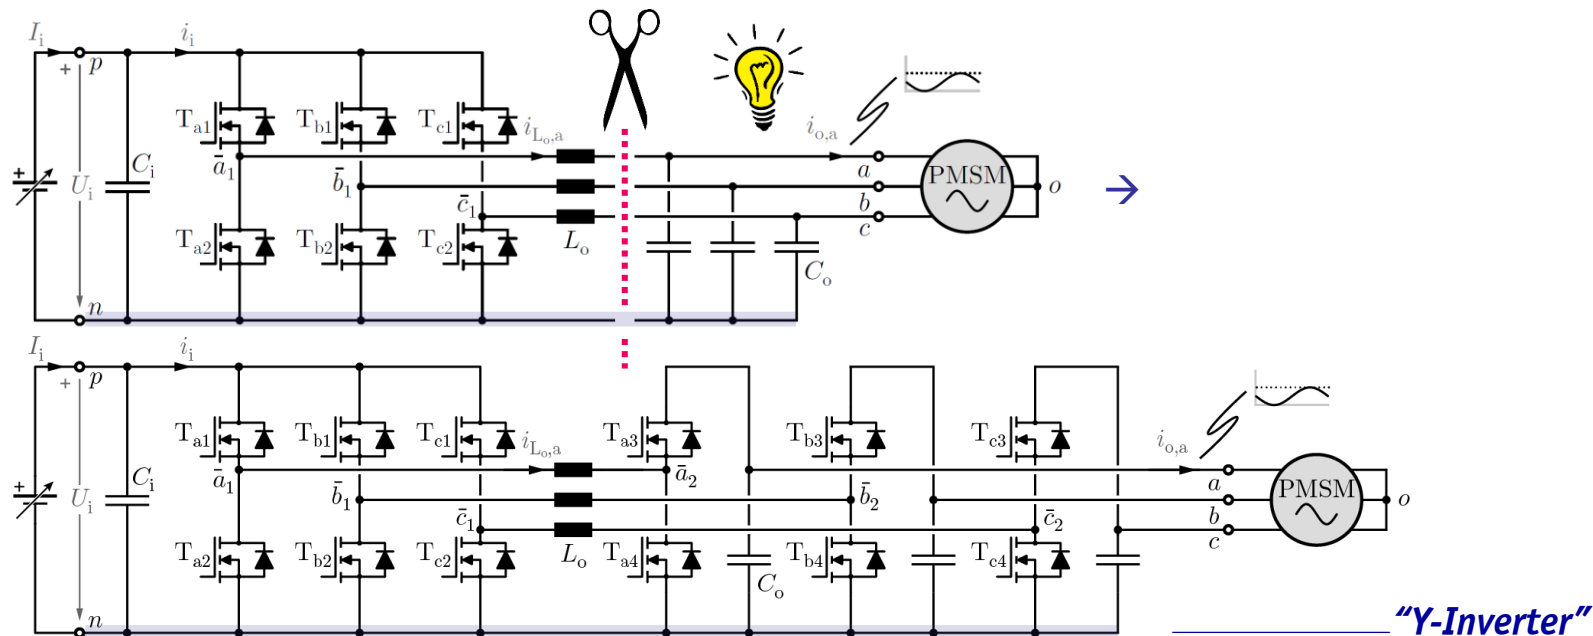 I_i i_i
+ p
T_a1 T_b1 T_c1 i_Lo,a i_o,a
C_i ā_1 a PMSM
+ U_i b̄_1 b o →
c̄_1 c
T_a2 T_b2 T_c2 L_o C_o
n
I_i i_i
+ p
T_a1 T_b1 T_c1 i_Lo,a T_a3 T_b3 T_c3 i_o,a
C_i ā_1 ā_2 a PMSM
+ U_i b̄_1 b̄_2 b o
c̄_1 c̄_2 c
T_a2 T_b2 T_c2 L_o T_a4 C_o T_b4 T_c4
n
"Y-Inverter"